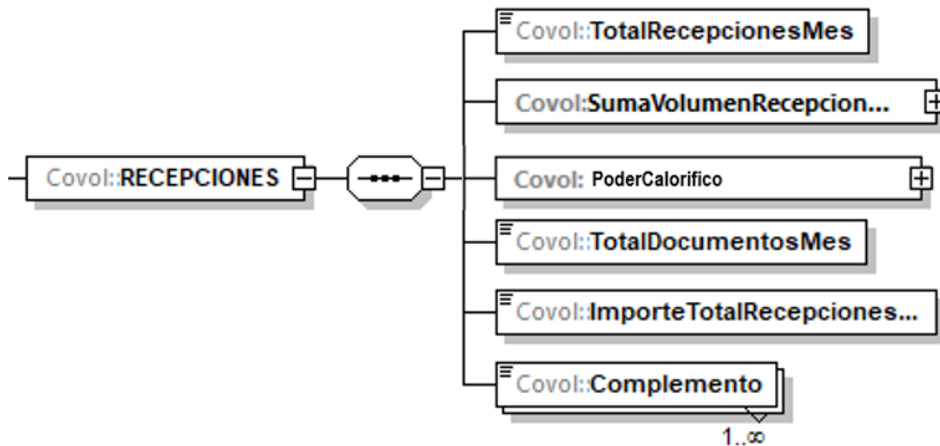 Covol::TotalRecepcionesMes
Covol:SumaVolumenRecepcion...
Covol::RECEPCIONES
Covol: PoderCalorifico
Covol::TotalDocumentosMes
Covol::ImporteTotalRecepciones...
Covol::Complemento
1..∞